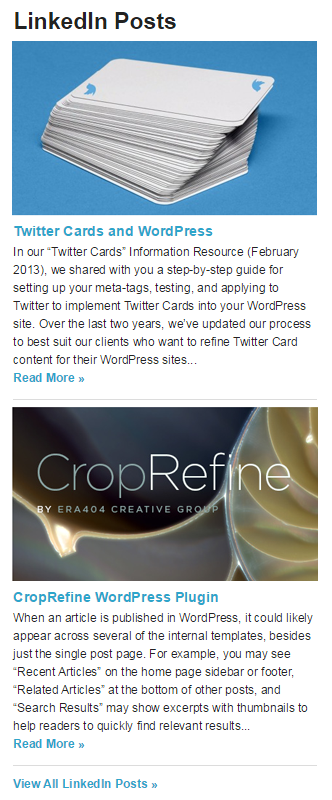 LinkedIn Posts
Twitter Cards and WordPress
In our “Twitter Cards” Information Resource (February
2013), we shared with you a step-by-step guide for
setting up your meta-tags, testing, and applying to
Twitter to implement Twitter Cards into your WordPress
site. Over the last two years, we’ve updated our process
to best suit our clients who want to refine Twitter Card
content for their WordPress sites...
Read More »
CropRefine
BY ERA404 CREATIVE GROUP
CropRefine WordPress Plugin
When an article is published in WordPress, it could likely
appear across several of the internal templates, besides
just the single post page. For example, you may see
“Recent Articles” on the home page sidebar or footer,
“Related Articles” at the bottom of other posts, and
“Search Results” may show excerpts with thumbnails to
help readers to quickly find relevant results...
Read More »
View All LinkedIn Posts »